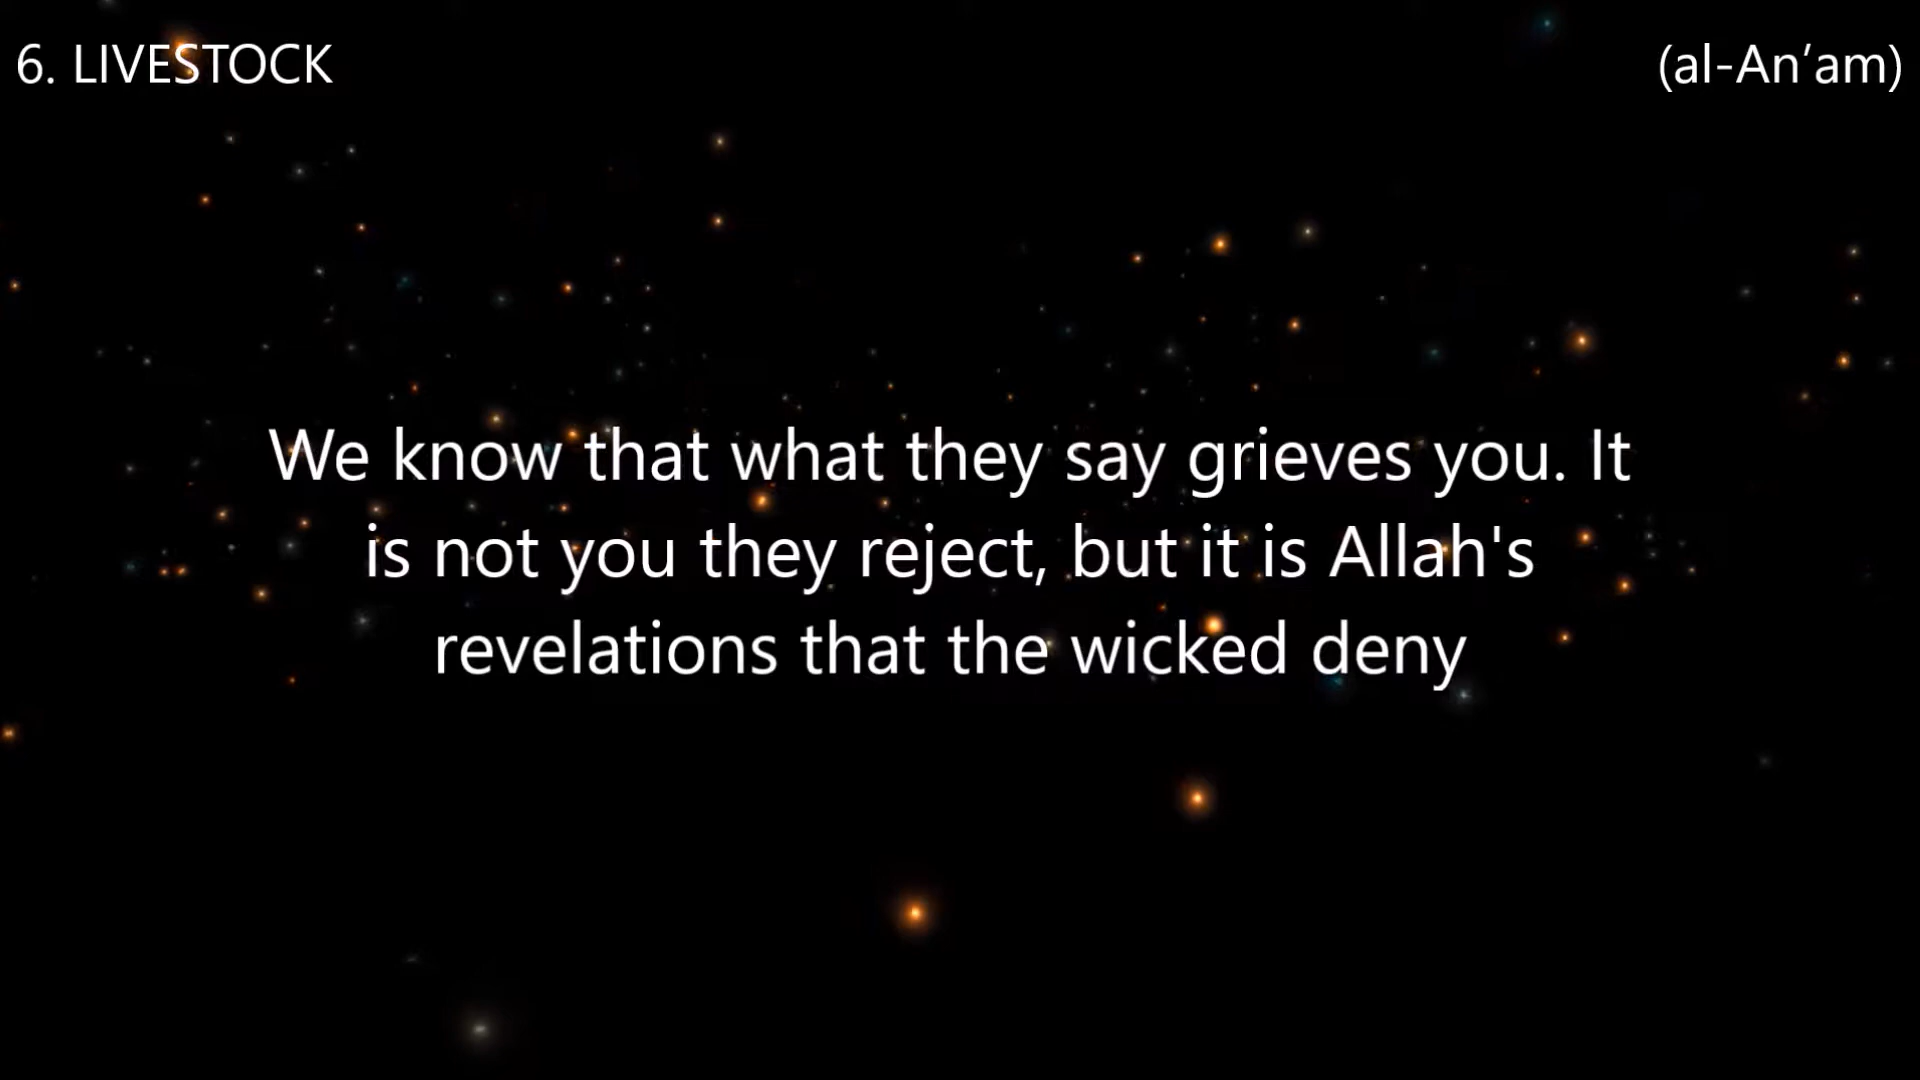 6. LIVESTOCK
(al-An’am)
We know that what they say grieves you. It
is not you they reject, but it is Allah's
revelations that the wicked deny